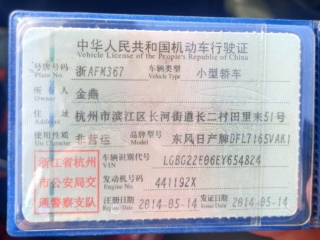 中华人民共和国机动车行驶证
Vehicle License of the People's Republic of China
号牌号码 浙AFM367 车辆类型 小型轿车
Plate No. Vehicle Type
所有人 金燕
Owner
住址 杭州市滨江区长河街道长二村田里来51号
Address
使用性质 非营运 品牌型号 东风日产牌DFL7165VAK1
Use Character Model
浙江省杭州
市公安局交
通警察支队
车辆识别代号 LGBG22E06EY654824
VIN
发动机号码 441192X
Engine No.
注册日期 2014-05-14 发证日期 2014-05-14
Register Date Issue Date